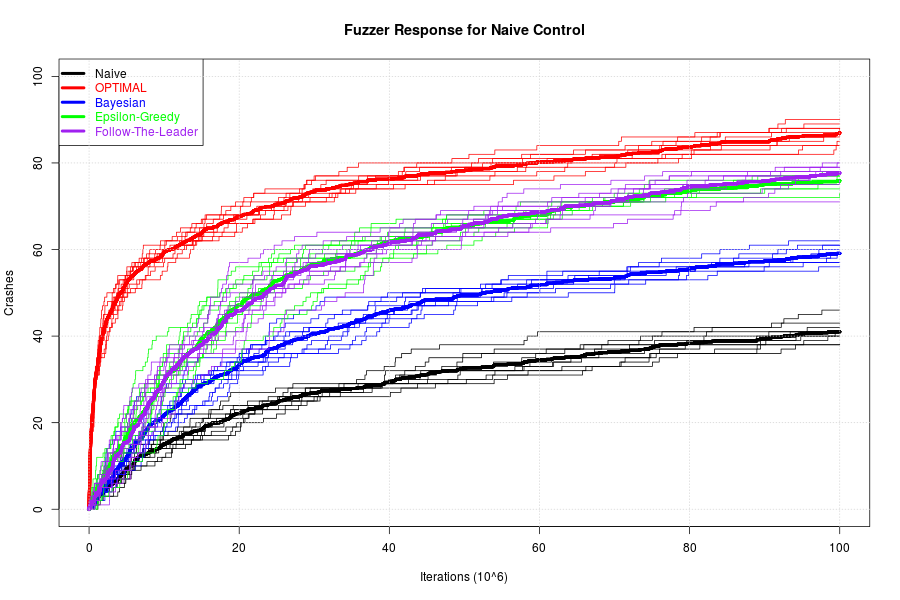 Fuzzer Response for Naive Control
Naive
OPTIMAL
Bayesian
Epsilon-Greedy
Follow-The-Leader
Crashes
100
80
60
40
20
0
0 20 40 60 80 100
Iterations (10^6)